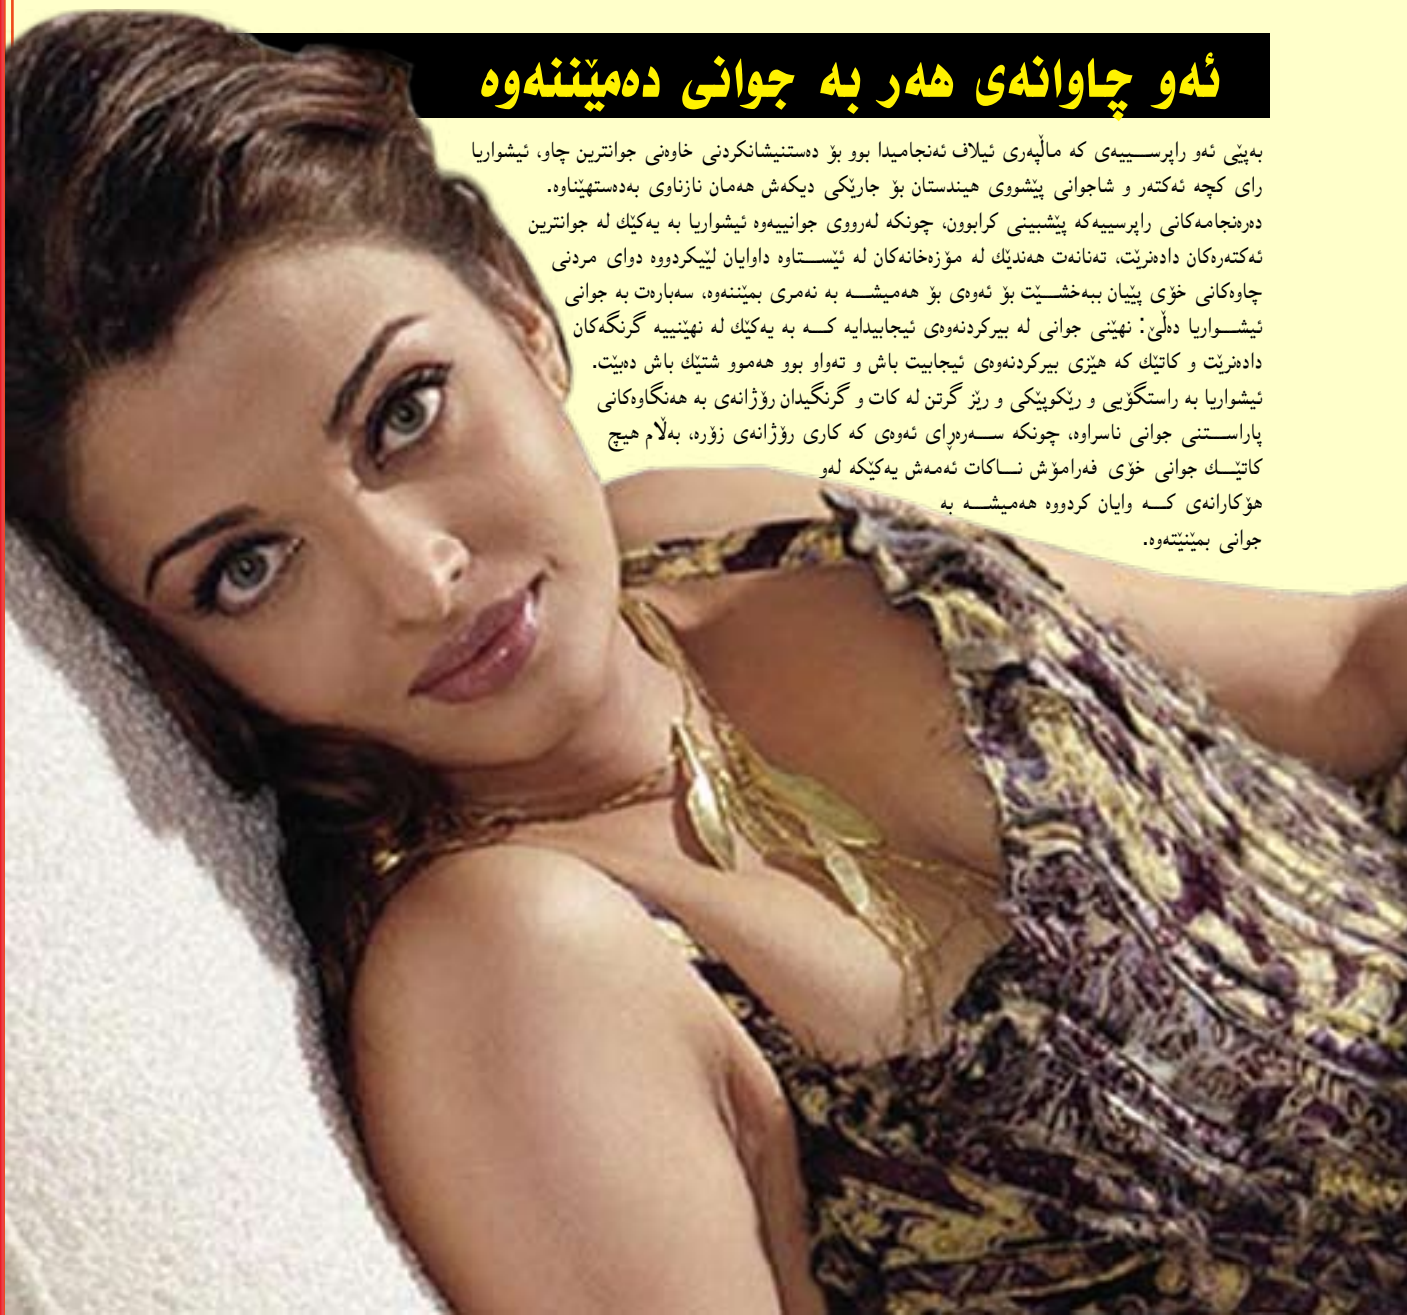 ئەو چاوانەی هەر بە جوانی دەمێننەوە
بەپێی ئەو راپرســـییەی کە ماڵپەری ئیلاف ئەنجامیدا بوو بۆ دەستنیشانکردنی خاوەنی جوانترین چاو، ئیشواریا
رای کچە ئەکتەر و شاجوانی پێشووی هیندستان بۆ جارێکی دیکەش هەمان نازناوی بەدەستهێناوە.
دەرەنجامەکانی راپرسییەکە پێشبینی کرابوون، چونکە لەرووی جوانییەوە ئیشواریا بە یەکێك لە جوانترین
ئەکتەرەکان دادەنرێت، تەنانەت هەندێك لە مۆزەخانەکان لە ئێســـتاوە داوایان لێیکردووە دوای مردنی
چاوەکانی خۆی پێیان ببەخشـــێت بۆ ئەوەی بۆ هەمیشـــە بە نەمری بمێننەوە، سەبارەت بە جوانی
ئیشـــواریا دەڵێ: نهێنی جوانی لە بیرکردنەوەی ئیجابیدایە کـــە بە یەکێك لە نهێنییە گرنگەکان
دادەنرێت و کاتێك کە هێزی بیرکردنەوەی ئیجابیت باش و تەواو بوو هەموو شتێك باش دەبێت.
ئیشواریا بە راستگۆیی و رێکوپێکی و رێز گرتن لە کات و گرنگیدان رۆژانەی بە هەنگاوەکانی
پاراســـتنی جوانی ناسراوە، چونکە ســـەرەڕای ئەوەی کە کاری رۆژانەی زۆرە، بەڵام هیچ
کاتێـــك جوانی خۆی فەرامۆش نـــاکات ئەمەش یەکێکە لەو
هۆکارانەی کـــە وایان کردووە هەمیشـــە بە
جوانی بمێنێتەوە.